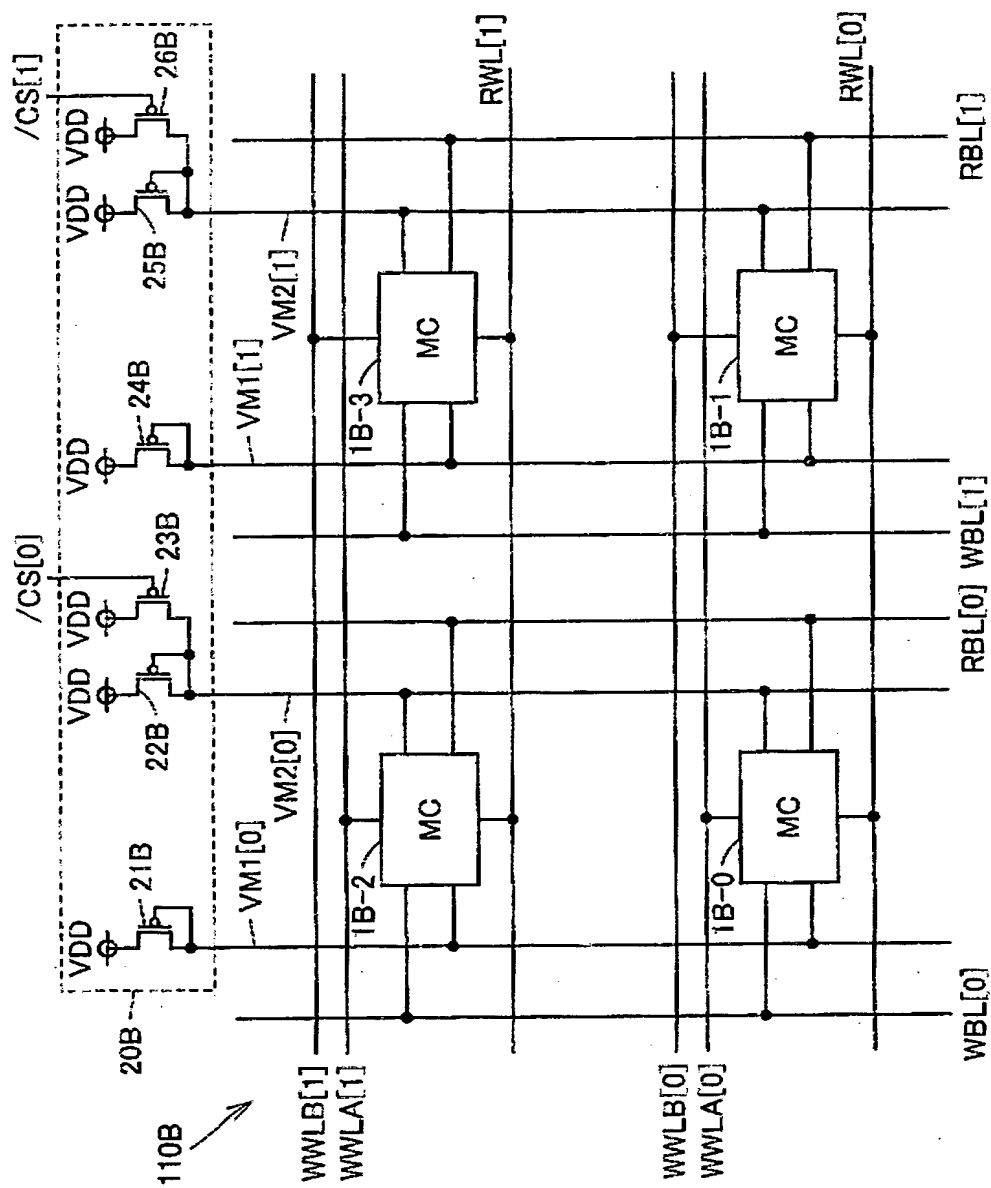 /CS[0]
/CS[1]
VDD
VDD
VDD
VDD
VDD
VDD
21B
22B
23B
24B
25B
26B
20B
110B
VM1[0]
VM2[0]
VM1[1]
VM2[1]
WWLB[1]
WWLA[1]
1B-2
MC
1B-3
MC
RWL[1]
WWLB[0]
WWLA[0]
1B-0
MC
1B-1
MC
RWL[0]
WBL[0]
RBL[0]
WBL[1]
RBL[1]